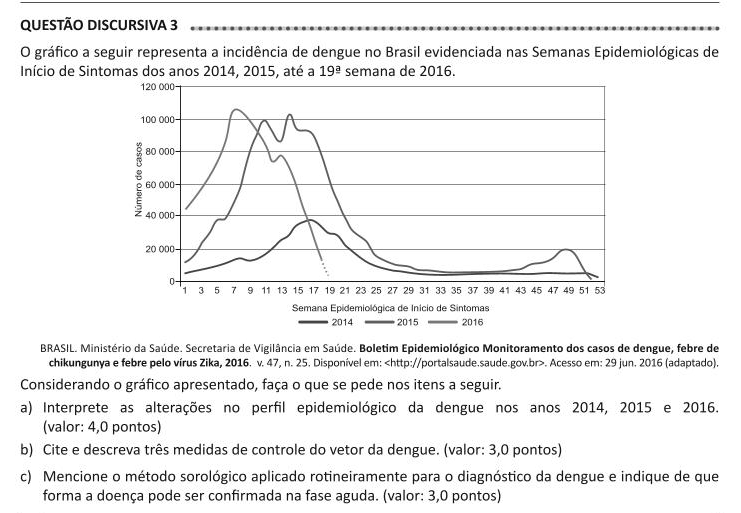 QUESTÃO DISCURSIVA 3
O gráfico a seguir representa a incidência de dengue no Brasil evidenciada nas Semanas Epidemiológicas de
Início de Sintomas dos anos 2014, 2015, até a 19ª semana de 2016.
120 000
100 000
80 000
60 000
40 000
20 000
0
Número de casos
1 3 5 7 9 11 13 15 17 19 21 23 25 27 29 31 33 35 37 39 41 43 45 47 49 51 53
Semana Epidemiológica de Início de Sintomas
2014 2015 2016
BRASIL. Ministério da Saúde. Secretaria de Vigilância em Saúde. Boletim Epidemiológico Monitoramento dos casos de dengue, febre de
chikungunya e febre pelo vírus Zika, 2016. v. 47, n. 25. Disponível em: <http://portalsaude.saude.gov.br>. Acesso em: 29 jun. 2016 (adaptado).
Considerando o gráfico apresentado, faça o que se pede nos itens a seguir.
a) Interprete as alterações no perfil epidemiológico da dengue nos anos 2014, 2015 e 2016.
(valor: 4,0 pontos)
b) Cite e descreva três medidas de controle do vetor da dengue. (valor: 3,0 pontos)
c) Mencione o método sorológico aplicado rotineiramente para o diagnóstico da dengue e indique de que
forma a doença pode ser confirmada na fase aguda. (valor: 3,0 pontos)